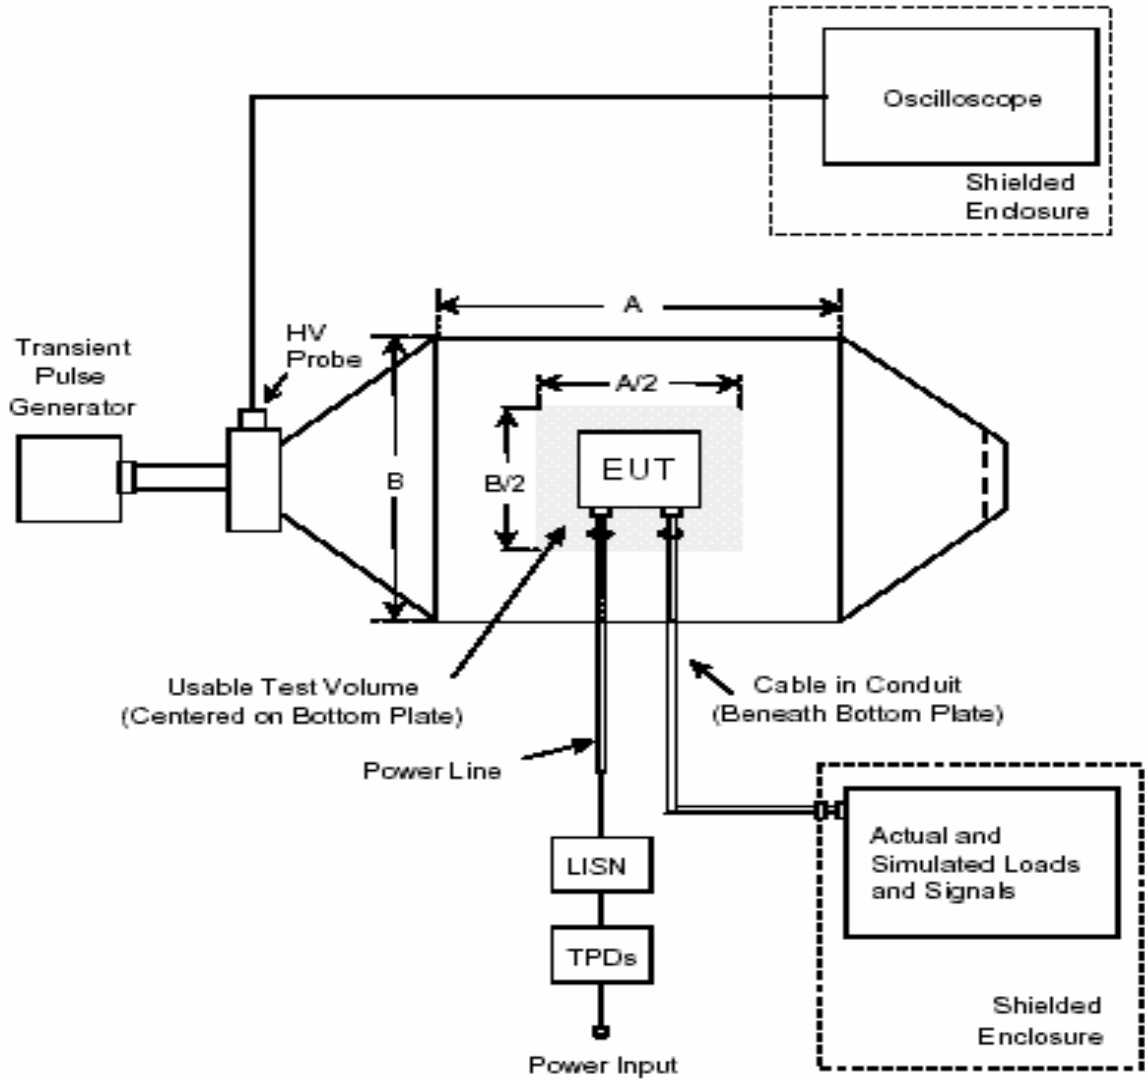 Oscilloscope
Shielded
Enclosure
A
HV
Probe
Transient
Pulse
Generator
A/2
B
B/2
EUT
Usable Test Volume
(Centered on Bottom Plate)
Cable in Conduit
(Beneath Bottom Plate)
Power Line
LISN
TPDs
Power Input
Actual and
Simulated Loads
and Signals
Shielded
Enclosure